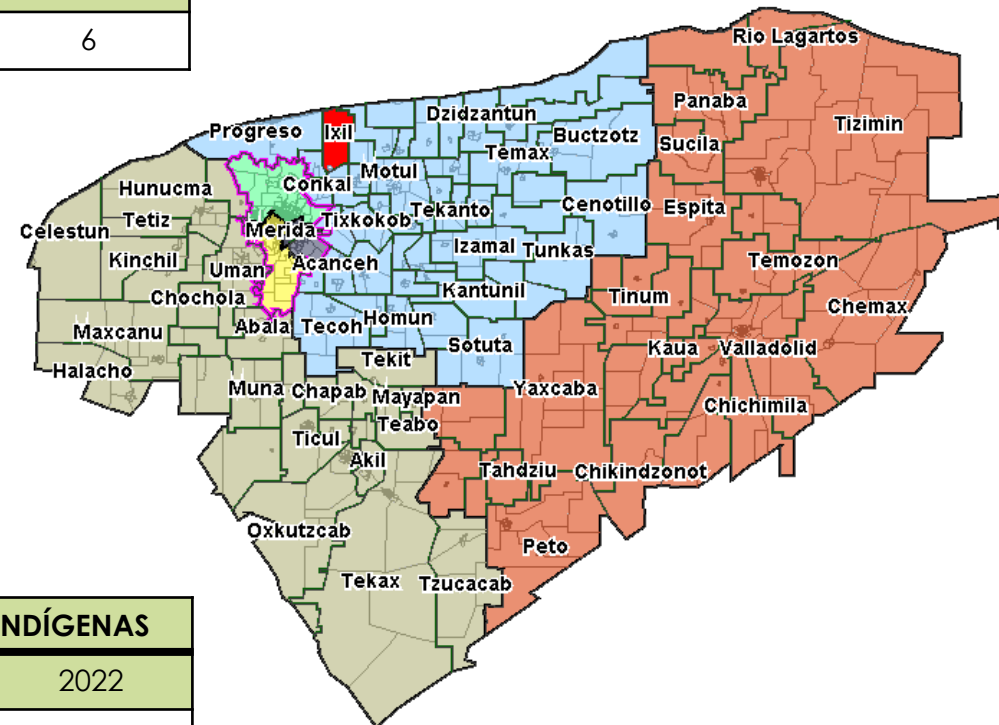 6
Rio Lagartos
Panaba
Dzidzantun
Tizimin
Progreso
Ixil
Buctzotz
Sucila
Temax
Motul
Conkal
Hunucma
Cenotillo
Espita
Tekanto
Tixkokob
Tetiz
Celestun
Merida
Izamal
Tunkas
Kinchil
Acanceh
Temozon
Uman
Kantunil
Chochola
Tinum
Chemax
Homun
Abala
Tecoh
Maxcanu
Sotuta
Kaua
Valladolid
Tekit
Halacho
Muna
Chapab
Mayapan
Yaxcaba
Chichimila
Teabo
Ticul
Akil
Tahdziu
Chikindzonot
Oxkutzcab
Peto
Tekax
Tzucacab
NDÍGENAS
2022